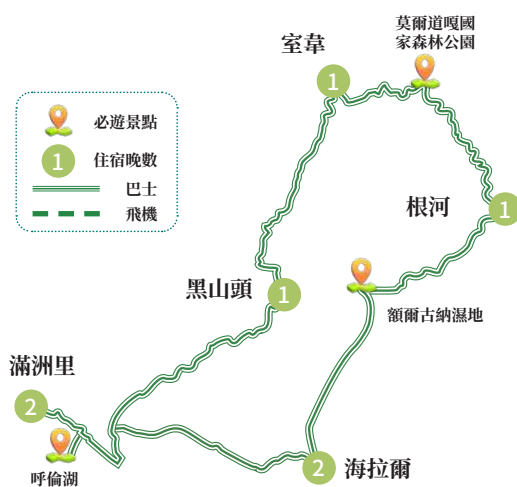 莫爾道嘎國
家森林公園
室韋
1
必遊景點
1
住宿晚數
巴士
飛機
根河
1
黑山頭
1
額爾古納濕地
滿洲里
2
呼倫湖
2
海拉爾